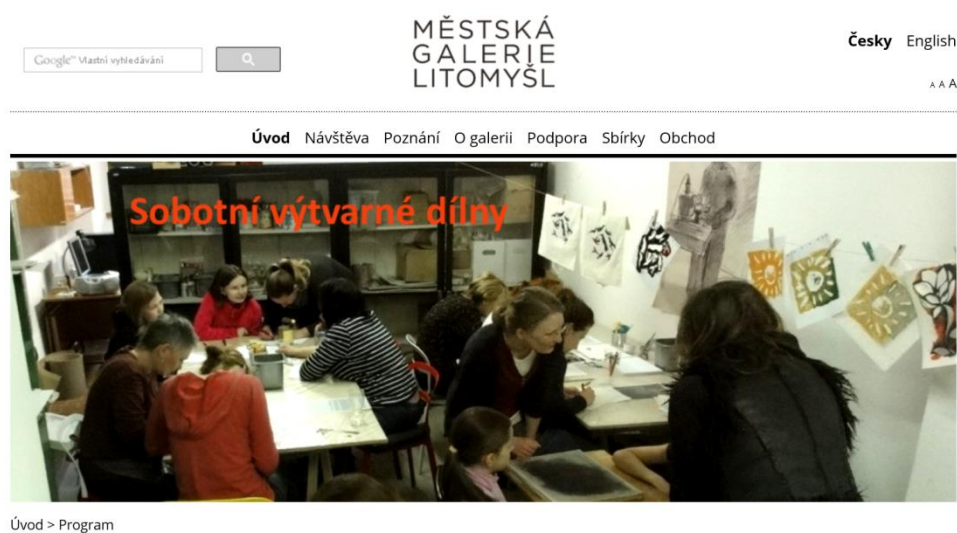 Google™ Vlastní vyhledávání
MĚSTSKÁ
GALERIE
LITOMYŠL
Česky English
A A A
Úvod Návštěva Poznání O galerii Podpora Sbírky Obchod
Sobotní výtvarné dílny
Úvod > Program